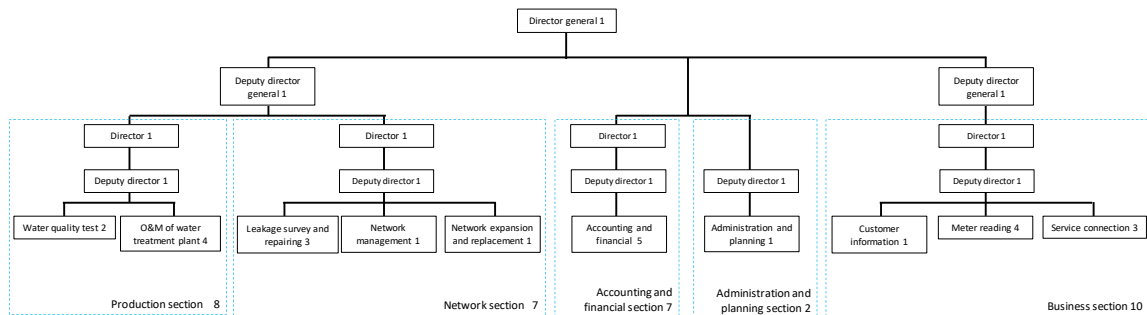 Director general 1
Deputy director
general 1
Deputy director
general 1
Director 1
Director 1
Director 1
Director 1
Deputy director 1
Deputy director 1
Deputy director 1
Deputy director 1
Deputy director 1
Water quality test 2
O&M of water
treatment plant 4
Leakage survey and
repairing 3
Network
management 1
Network expansion
and replacement 1
Accounting and
financial 5
Administration and
planning 1
Customer
information 1
Meter reading 4
Service connection 3
Production section 8
Network section 7
Accounting and
financial section 7
Administration and
planning section 2
Business section 10